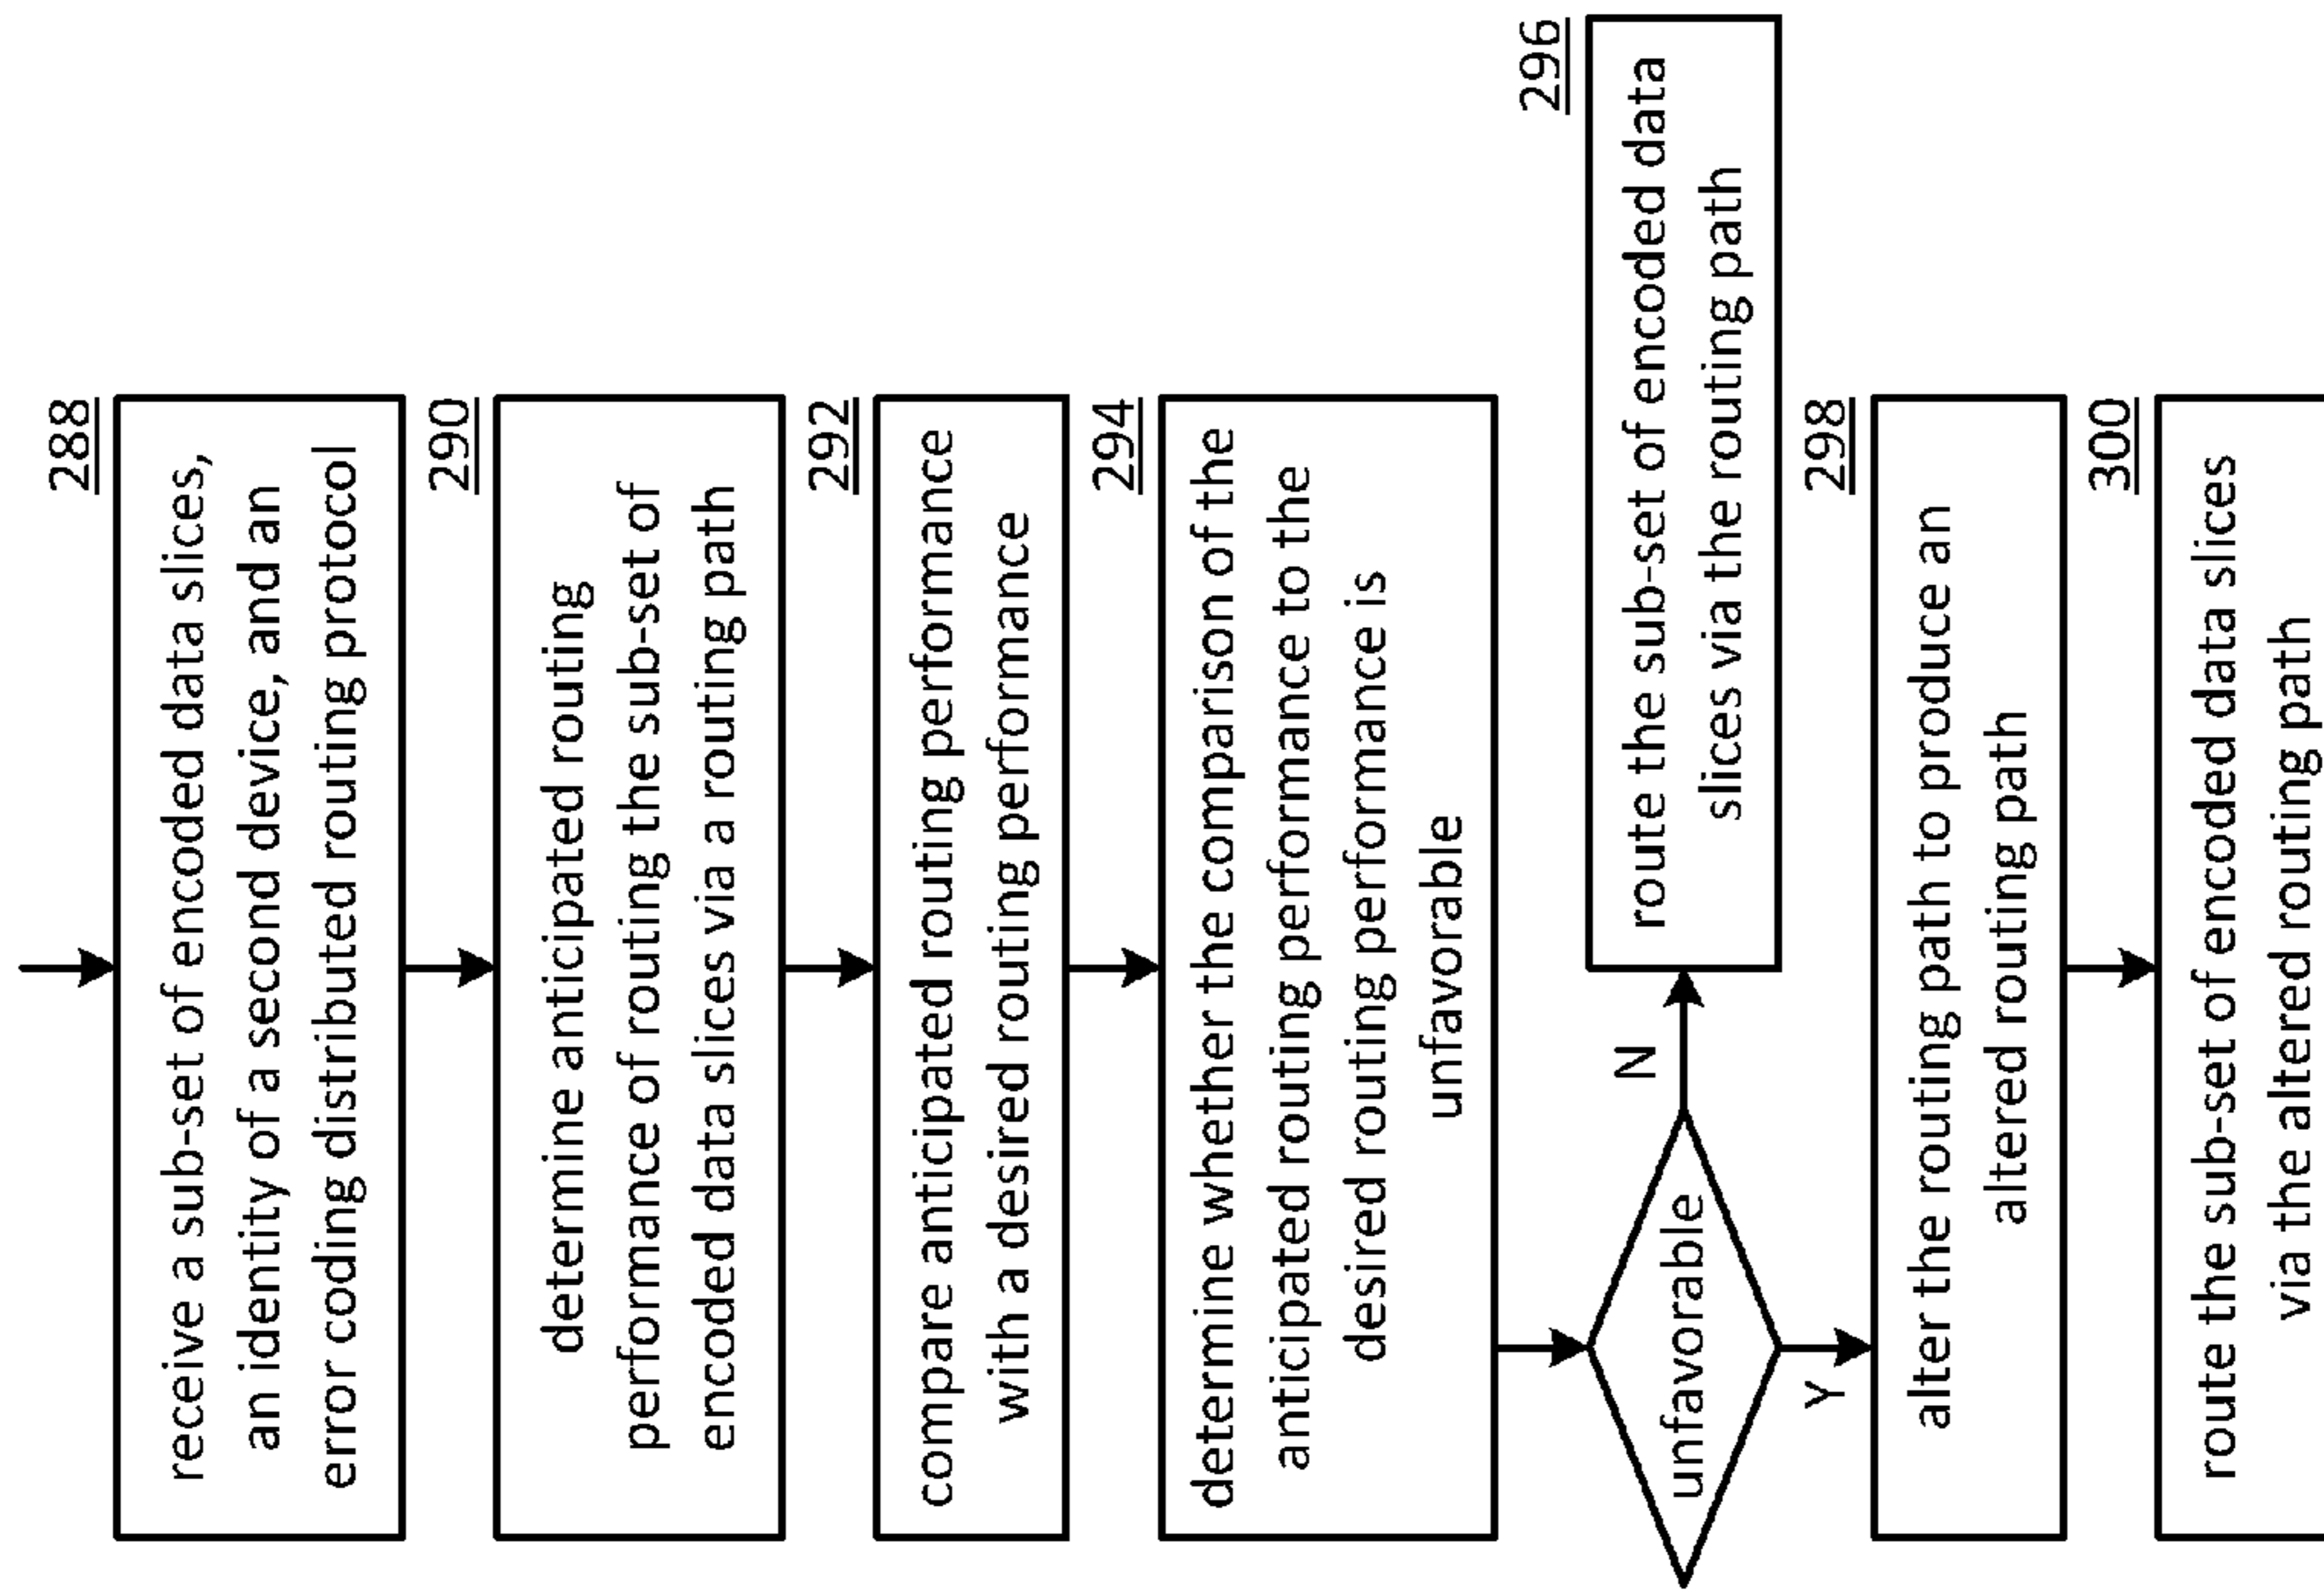 288
receive a sub-set of encoded data slices,
an identity of a second device, and an
error coding distributed routing protocol
290
determine anticipated routing
performance of routing the sub-set of
encoded data slices via a routing path
292
compare anticipated routing performance
with a desired routing performance
294
determine whether the comparison of the
anticipated routing performance to the
desired routing performance is
unfavorable
unfavorable
N
Y
296
route the sub-set of encoded data
slices via the routing path
298
alter the routing path to produce an
altered routing path
300
route the sub-set of encoded data slices
via the altered routing path